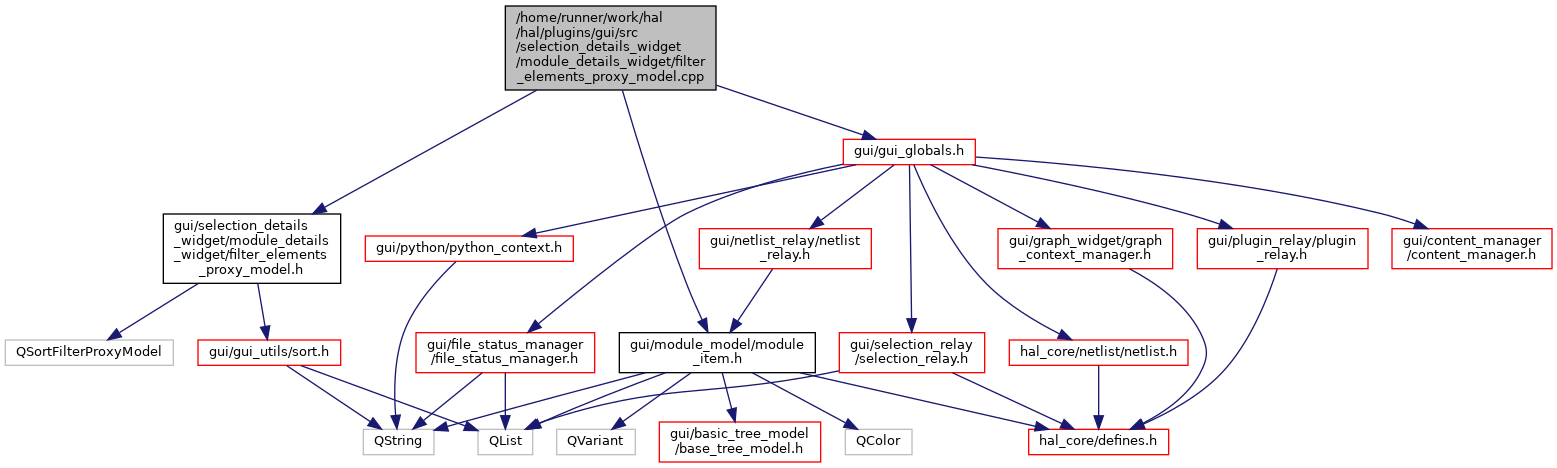 /home/runner/work/hal
/hal/plugins/gui/src
/selection_details_widget
/module_details_widget/filter
_elements_proxy_model.cpp
gui/gui_globals.h
gui/selection_details
_widget/module_details
_widget/filter_elements
_proxy_model.h
gui/python/python_context.h
gui/netlist_relay/netlist
_relay.h
gui/graph_widget/graph
_context_manager.h
gui/plugin_relay/plugin
_relay.h
gui/content_manager
/content_manager.h
QSortFilterProxyModel
gui/gui_utils/sort.h
gui/file_status_manager
/file_status_manager.h
gui/module_model/module
_item.h
gui/selection_relay
/selection_relay.h
hal_core/netlist/netlist.h
QString
QList
QVariant
gui/basic_tree_model
/base_tree_model.h
QColor
hal_core/defines.h